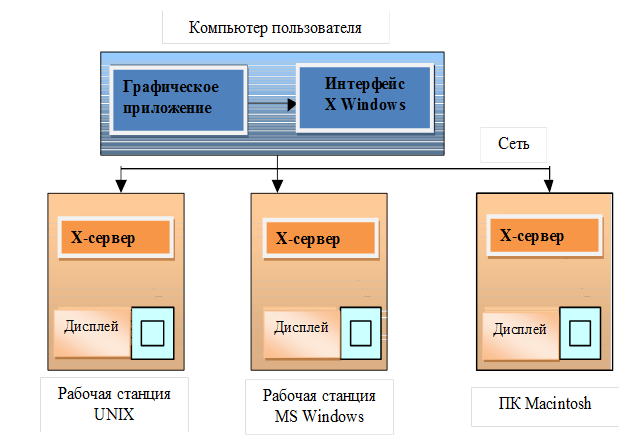 Компьютер пользователя
Графическое
приложение
Интерфейс
X Windows
Сеть
X-сервер
X-сервер
X-сервер
Дисплей
Дисплей
Дисплей
Рабочая станция
UNIX
Рабочая станция
MS Windows
ПК Macintosh